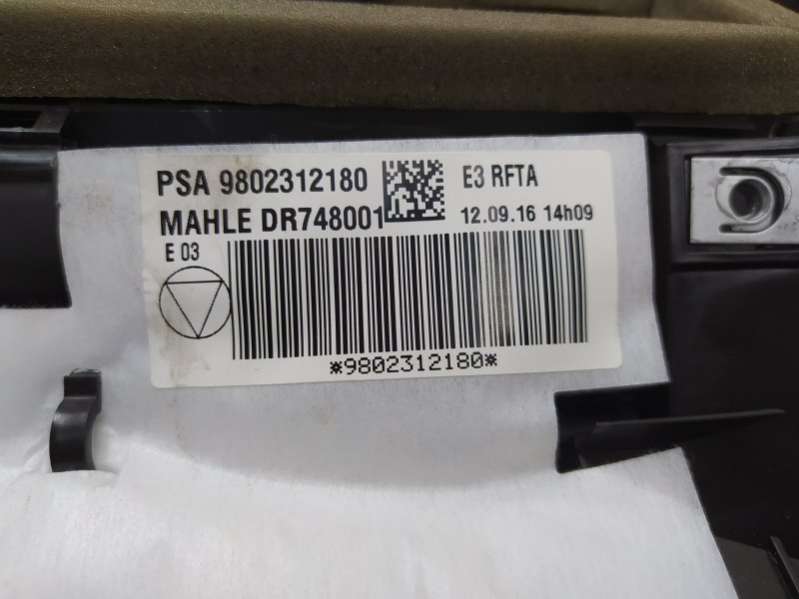 PSA 9802312180
E3 RFTA
MAHLE DR748001
12.09.16 14h09
E 03
*9802312180*